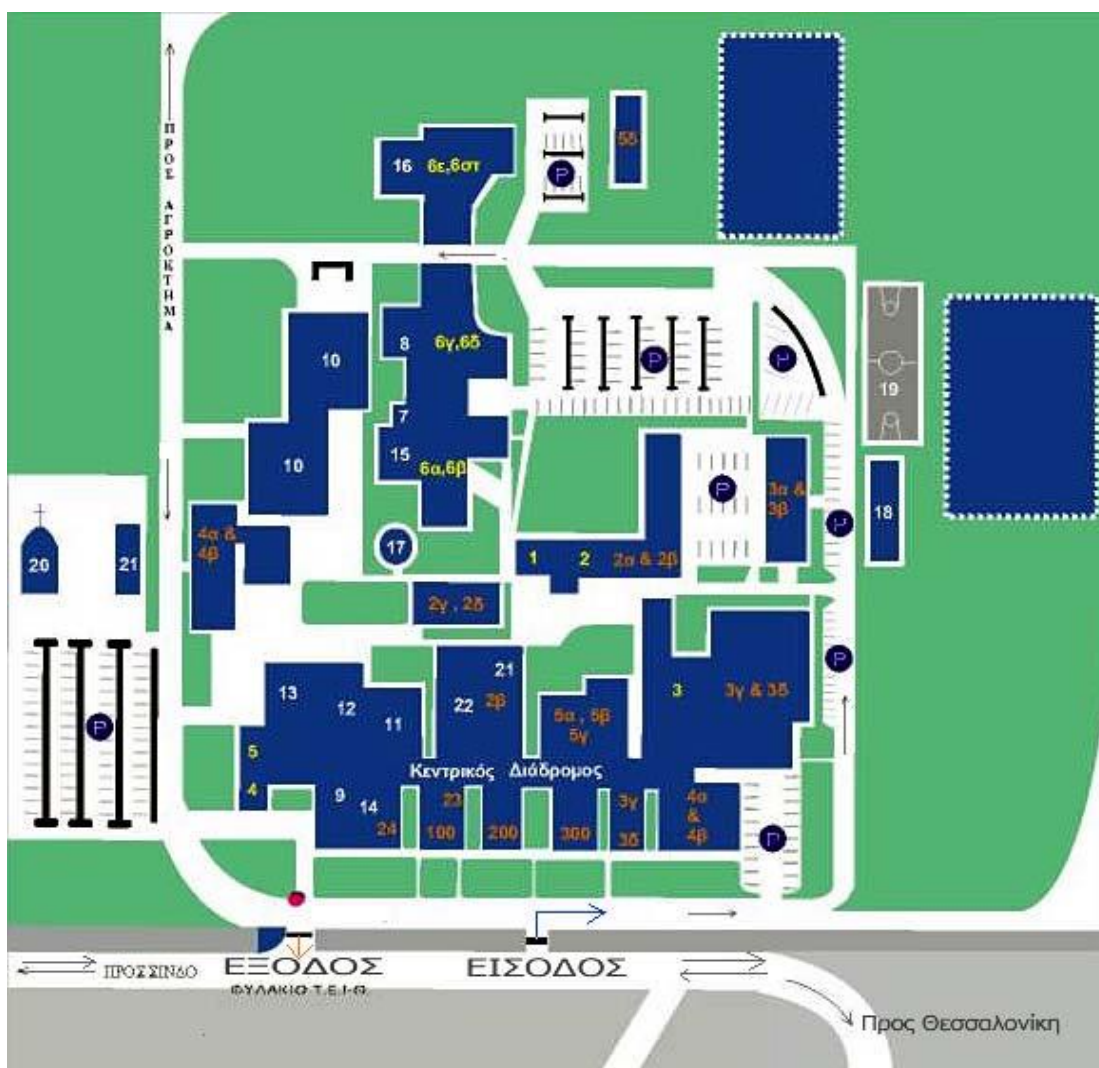 5δ
16 6ε,6στ
P
ΠΡΟΣ ΑΓΡΟΚΤΗΜΑ
8 6γ,6δ
10
P
P
19
7
15 6α,6β
10
P
3α &
3β
P
18
4α &
4β
20
21
17
1 2 2α & 2β
2γ , 2δ
P
21
22 2β
13
12
11
3 3γ & 3δ
5α , 5β
5γ
P
5
4
Κεντρικός Διάδρομος
9
14
24
23
100
200
300
3γ
3δ
4α
&
4β
P
ΠΡΟΣ ΣΙΝΔΟ
ΕΞΟΔΟΣ
ΦΥΛΑΚΙΟ Τ.Ε.Ι-Θ.
ΕΙΣΟΔΟΣ
Προς Θεσσαλονίκη